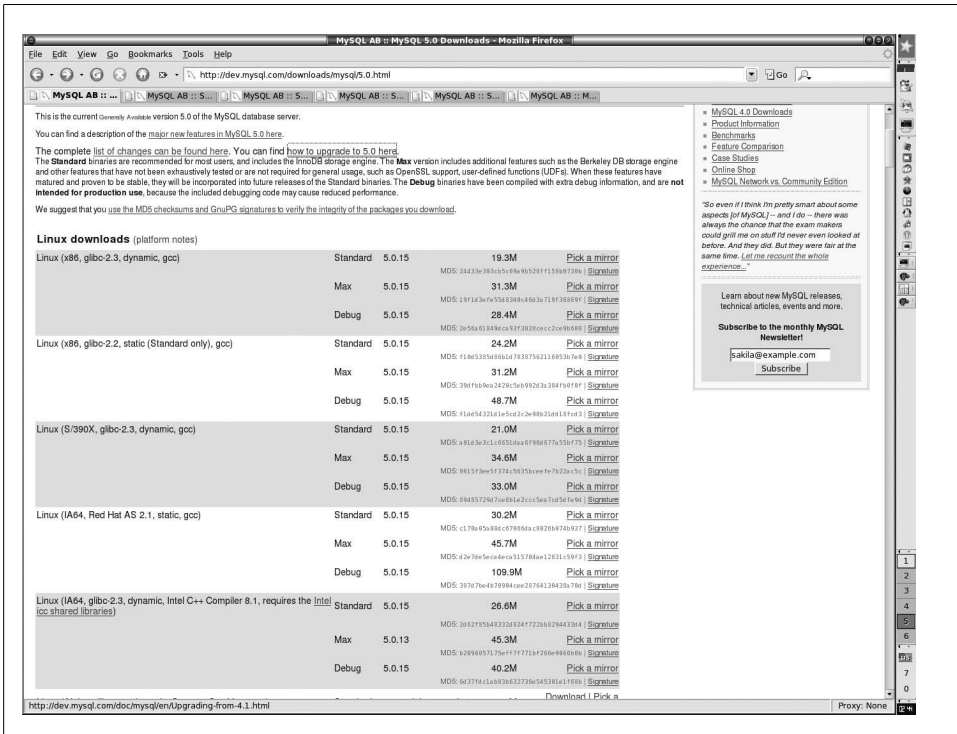 MySQL AB :: MySQL 5.0 Downloads - Mozilla Firefox
File Edit View Go Bookmarks Tools Help
http://dev.mysql.com/downloads/mysql/5.0.html
Go
MySQL AB :: ... MySQL AB :: S... MySQL AB :: S... MySQL AB :: S... MySQL AB :: S... MySQL AB :: M...
This is the current Generally Available version 5.0 of the MySQL database server.
You can find a description of the major new features in MySQL 5.0 here.
The complete list of changes can be found here. You can find how to upgrade to 5.0 here.
The Standard binaries are recommended for most users, and includes the InnoDB storage engine. The Max version includes additional features such as the Berkeley DB storage engine
and other features that have not been exhaustively tested or are not required for general usage, such as OpenSSL support, user-defined functions (UDFs). When these features have
matured and proven to be stable, they will be incorporated into future releases of the Standard binaries. The Debug binaries have been compiled with extra debug information, and are not
intended for production use, because the included debugging code may cause reduced performance.
We suggest that you use the MD5 checksums and GnuPG signatures to verify the integrity of the packages you download.
Linux downloads (platform notes)
Linux (x86, glibc-2.3, dynamic, gcc) Standard 5.0.15 19.3M Pick a mirror
MD5: | Signature
Max 5.0.15 31.3M Pick a mirror
MD5: | Signature
Debug 5.0.15 28.4M Pick a mirror
MD5: | Signature
Linux (x86, glibc-2.2, static (Standard only), gcc) Standard 5.0.15 24.2M Pick a mirror
MD5: | Signature
Max 5.0.15 31.2M Pick a mirror
MD5: | Signature
Debug 5.0.15 48.7M Pick a mirror
MD5: | Signature
Linux (S/390X, glibc-2.3, dynamic, gcc) Standard 5.0.15 21.0M Pick a mirror
MD5: | Signature
Max 5.0.15 34.6M Pick a mirror
MD5: | Signature
Debug 5.0.15 33.0M Pick a mirror
MD5: | Signature
Linux (IA64, Red Hat AS 2.1, static, gcc) Standard 5.0.15 30.2M Pick a mirror
MD5: | Signature
Max 5.0.15 45.7M Pick a mirror
MD5: | Signature
Debug 5.0.15 109.9M Pick a mirror
MD5: | Signature
Linux (IA64, glibc-2.3, dynamic, Intel C++ Compiler 8.1, requires the Intel
icc shared libraries) Standard 5.0.15 26.6M Pick a mirror
MD5: | Signature
Max 5.0.13 45.3M Pick a mirror
MD5: | Signature
Debug 5.0.15 40.2M Pick a mirror
MD5: | Signature
Download | Pick a
MySQL 4.0 Downloads
Product Information
Benchmarks
Feature Comparison
Case Studies
Online Shop
MySQL Network vs. Community Edition
"So even if I think I'm pretty smart about some
aspects [of MySQL] -- and I do -- there was
always the chance that the exam makers
could grill me on stuff I'd never even looked at
before. And they did. But they were fair at the
same time. Let me recount the whole
experience..."
Learn about new MySQL releases,
technical articles, events and more.
Subscribe to the monthly MySQL
Newsletter!
sakila@example.com
Subscribe
http://dev.mysql.com/doc/mysql/en/Upgrading-from-4.1.html
Proxy: None
1
2
3
4
5
6
7
0